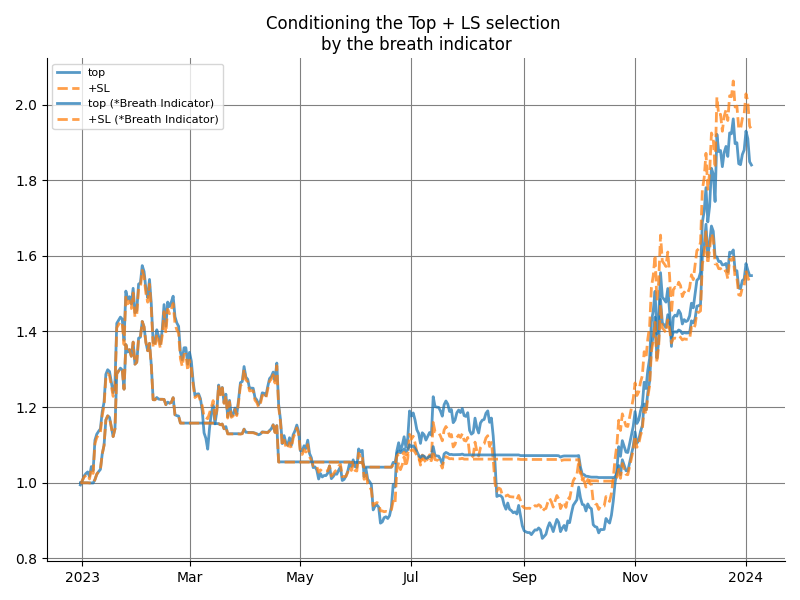 Conditioning the Top + LS selection
by the breath indicator
top
+SL
top (*Breath Indicator)
+SL (*Breath Indicator)
2.0
1.8
1.6
1.4
1.2
1.0
0.8
2023
Mar
May
Jul
Sep
Nov
2024